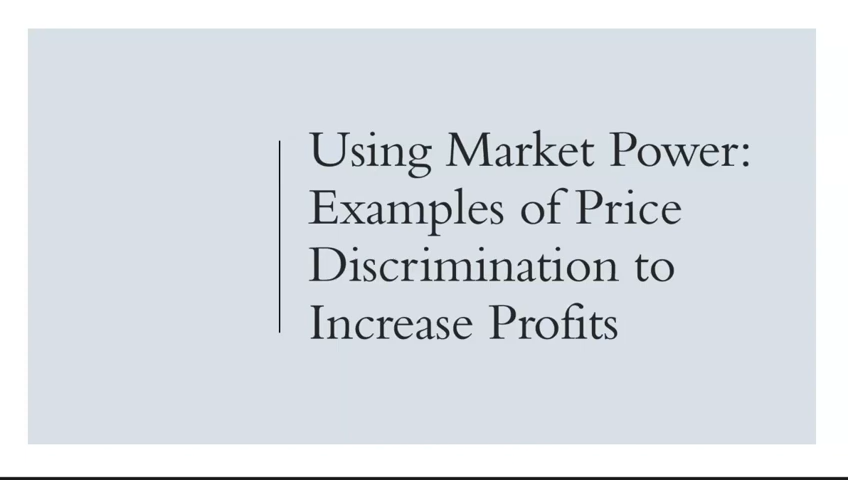 Using Market Power:
Examples of Price
Discrimination to
Increase Profits